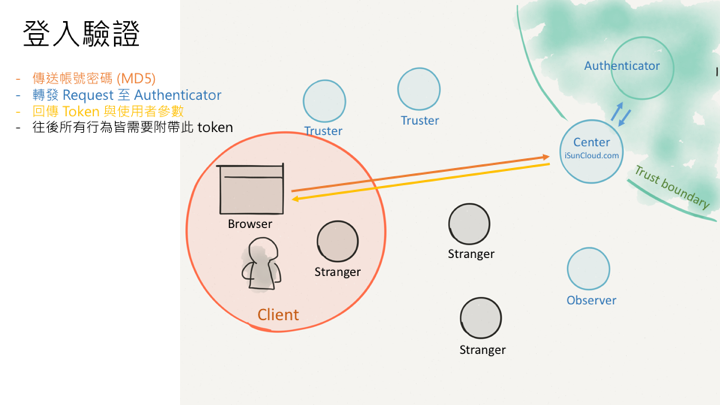 登入驗證
- 傳送帳號密碼 (MD5)
- 轉發 Request 至 Authenticator
- 回傳 Token 與使用者參數
- 往後所有行為皆需要附帶此 token
Authenticator
Truster
Truster
Center
iSunCloud.com
Trust boundary
Browser
Stranger
Stranger
Observer
Client
Stranger